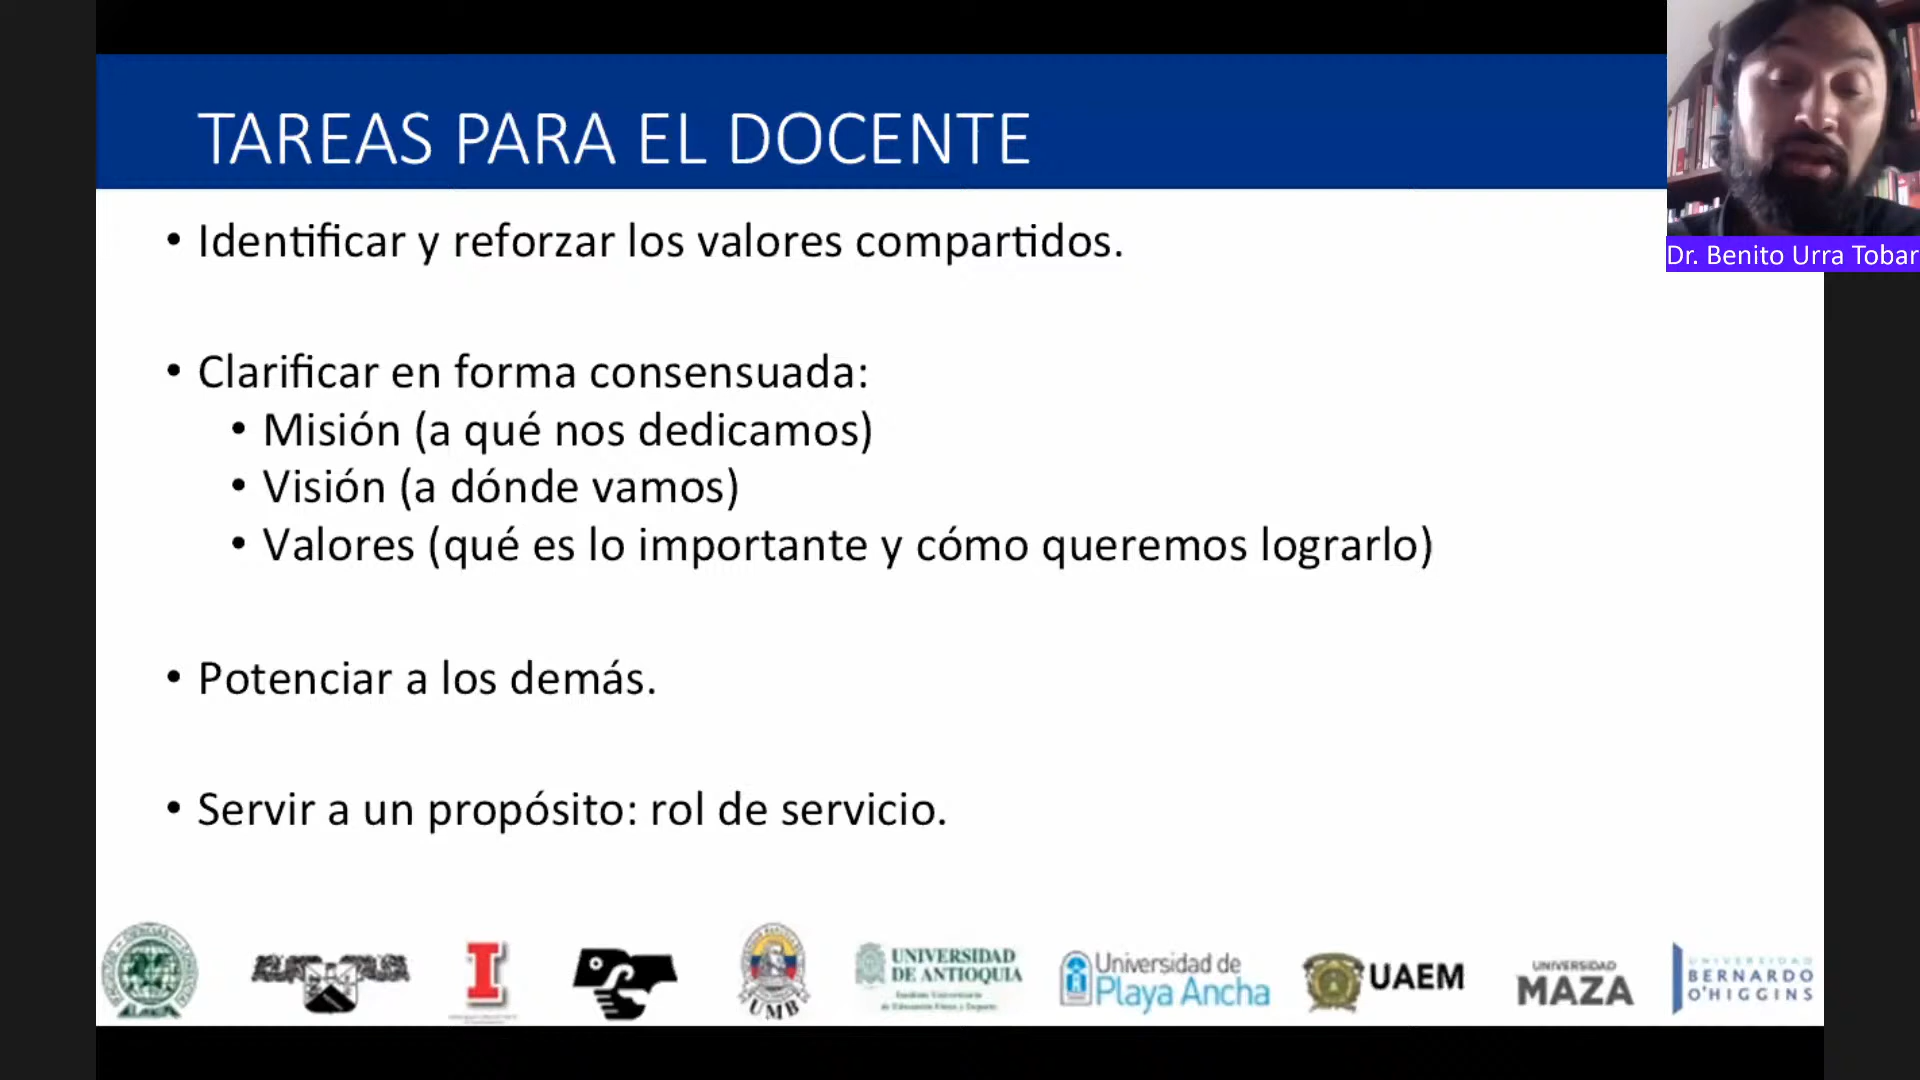 TAREAS PARA EL DOCENTE
Dr. Benito Urra Tobar
• Identificar y reforzar los valores compartidos.
• Clarificar en forma consensuada:
• Misión (a qué nos dedicamos)
• Visión (a dónde vamos)
• Valores (qué es lo importante y cómo queremos lograrlo)
• Potenciar a los demás.
• Servir a un propósito: rol de servicio.
I
UMB
UNIVERSIDAD
DE ANTIOQUIA
Universidad de
Playa Ancha
UAEM
UNIVERSIDAD
MAZA
UNIVERSIDAD
BERNARDO
O'HIGGINS